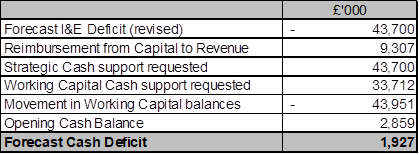 £'000
Forecast I&E Deficit (revised) - 43,700
Reimbursement from Capital to Revenue 9,307
Strategic Cash support requested 43,700
Working Capital Cash support requested 33,712
Movement in Working Capital balances - 43,951
Opening Cash Balance 2,859
Forecast Cash Deficit 1,927